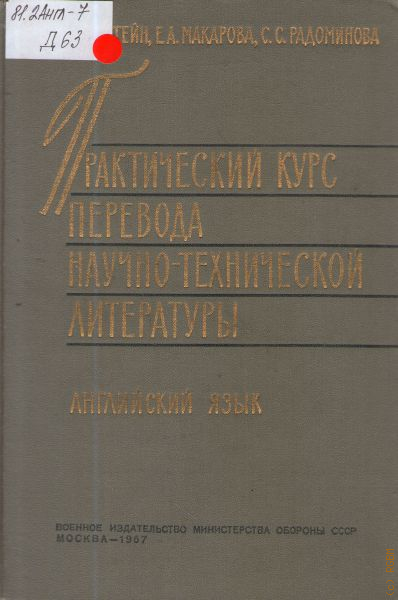 81.2Англ-7
Д 63
ТЕЙН, Е.А. МАКАРОВА, С.С. РАДОМИНОВА
ПРАКТИЧЕСКИЙ КУРС
ПЕРЕВОДА
НАУЧНО-ТЕХНИЧЕСКОЙ
ЛИТЕРАТУРЫ
АНГЛИЙСКИЙ ЯЗЫК
ВОЕННОЕ ИЗДАТЕЛЬСТВО МИНИСТЕРСТВА ОБОРОНЫ СССР
МОСКВА—1967